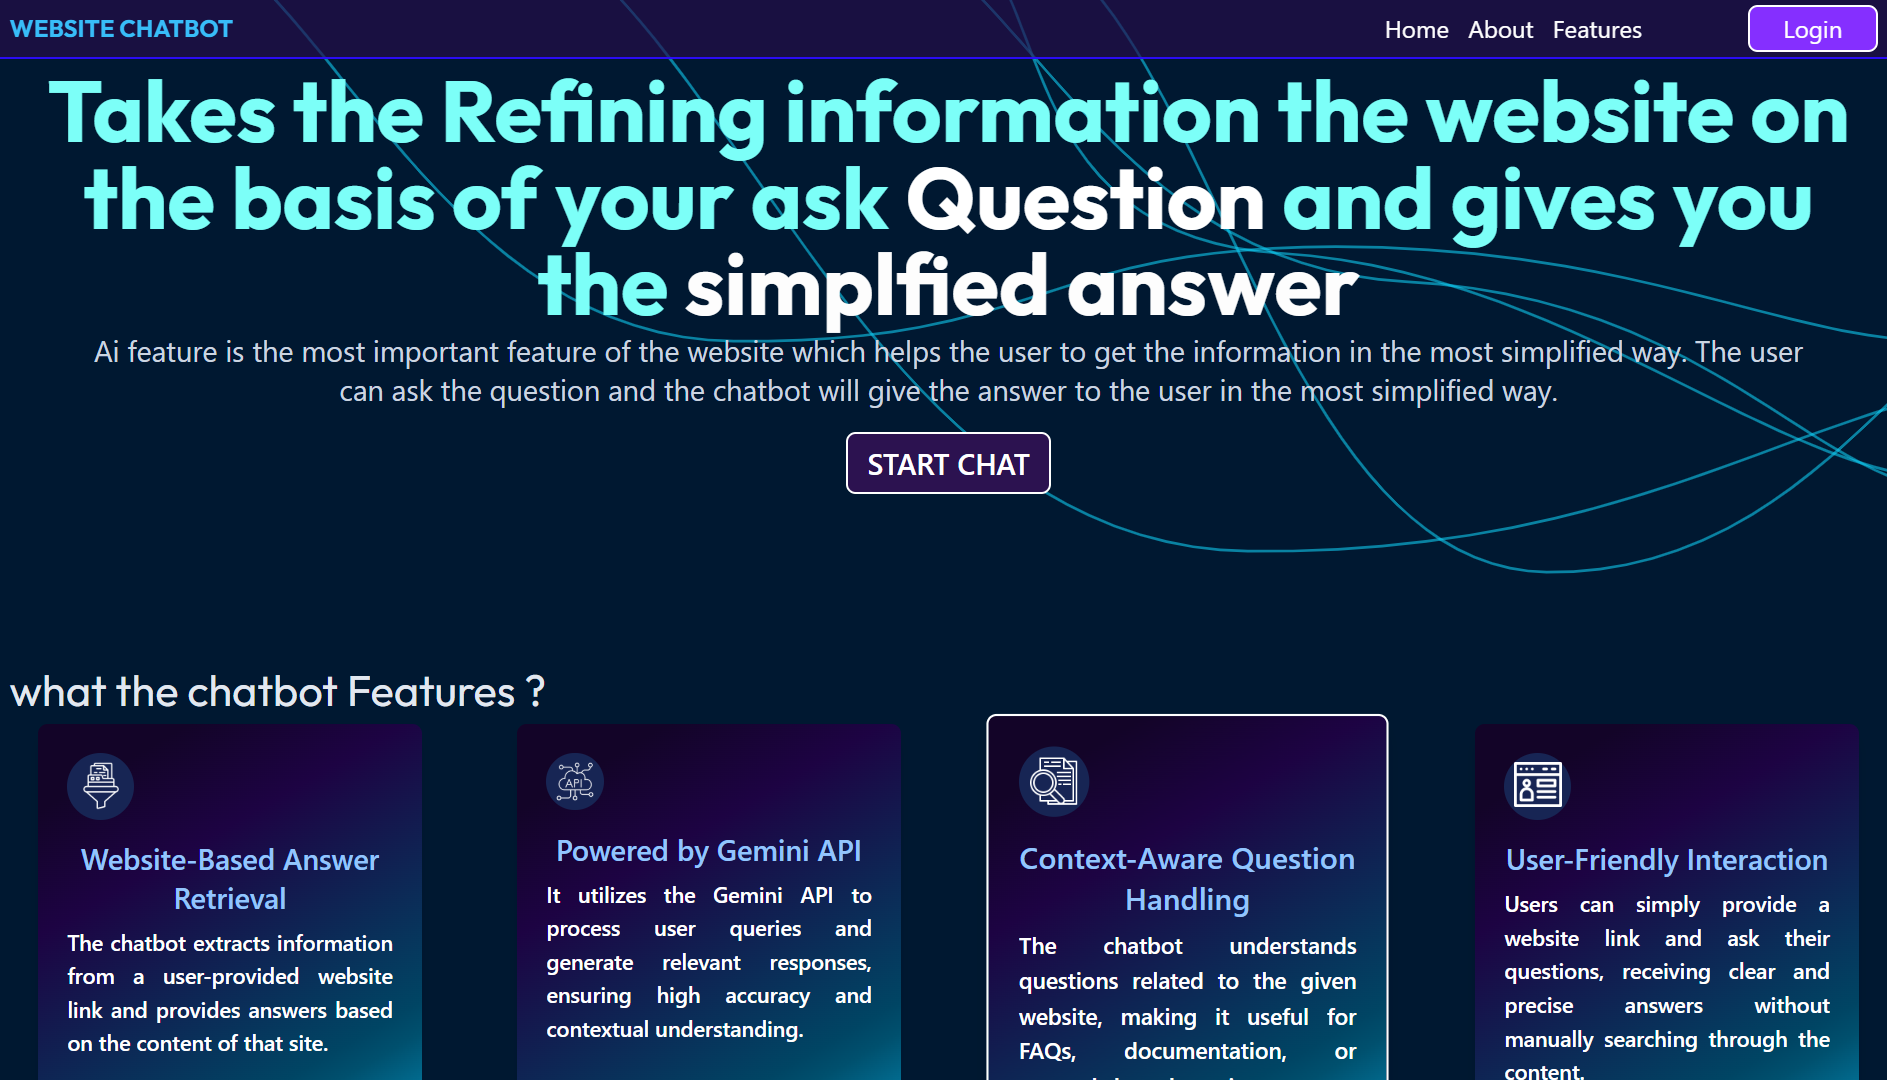 WEBSITE CHATBOT
Home About Features
Login
Takes the Refining information the website on
the basis of your ask Question and gives you
the simplfied answer
Ai feature is the most important feature of the website which helps the user to get the information in the most simplified way. The user
can ask the question and the chatbot will give the answer to the user in the most simplified way.
START CHAT
what the chatbot Features ?
Website-Based Answer
Retrieval
The chatbot extracts information
from a user-provided website
link and provides answers based
on the content of that site.
API
Powered by Gemini API
It utilizes the Gemini API to
process user queries and
generate relevant responses,
ensuring high accuracy and
contextual understanding.
Context-Aware Question
Handling
The chatbot understands
questions related to the given
website, making it useful for
FAQs, documentation, or
User-Friendly Interaction
Users can simply provide a
website link and ask their
questions, receiving clear and
precise answers without
manually searching through the
content.